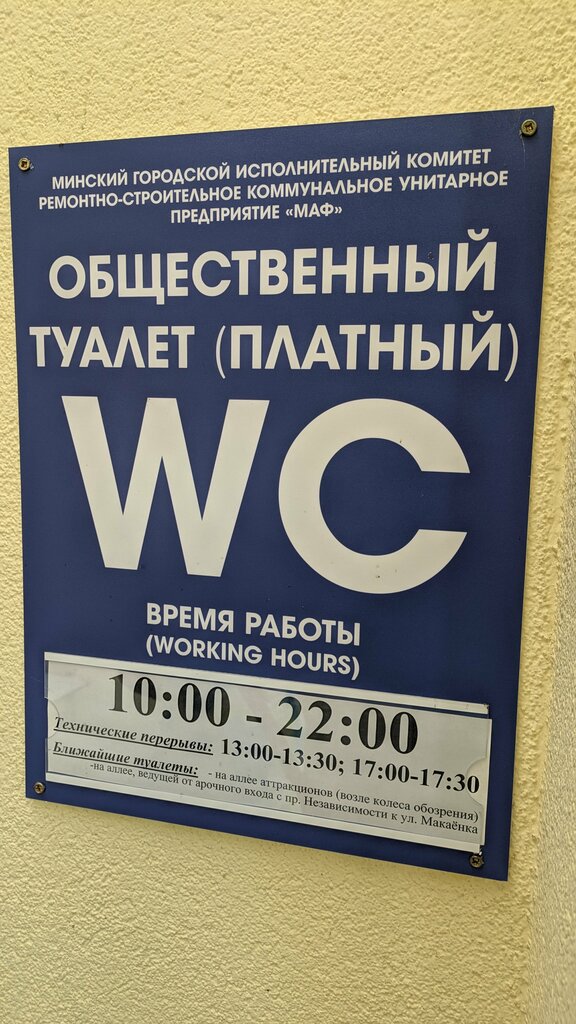 МИНСКИЙ ГОРОДСКОЙ ИСПОЛНИТЕЛЬНЫЙ КОМИТЕТ
РЕМОНТНО-СТРОИТЕЛЬНОЕ КОММУНАЛЬНОЕ УНИТАРНОЕ
ПРЕДПРИЯТИЕ «МАФ»
ОБЩЕСТВЕННЫЙ
ТУАЛЕТ (ПЛАТНЫЙ)
WC
ВРЕМЯ РАБОТЫ
(WORKING HOURS)
10:00 - 22:00
Технические перерывы: 13:00-13:30; 17:00-17:30
Ближайшие туалеты: - на аллее аттракционов (возле колеса обозрения)
-на аллее, ведущей от арочного входа с пр. Независимости к ул. Макаёнка